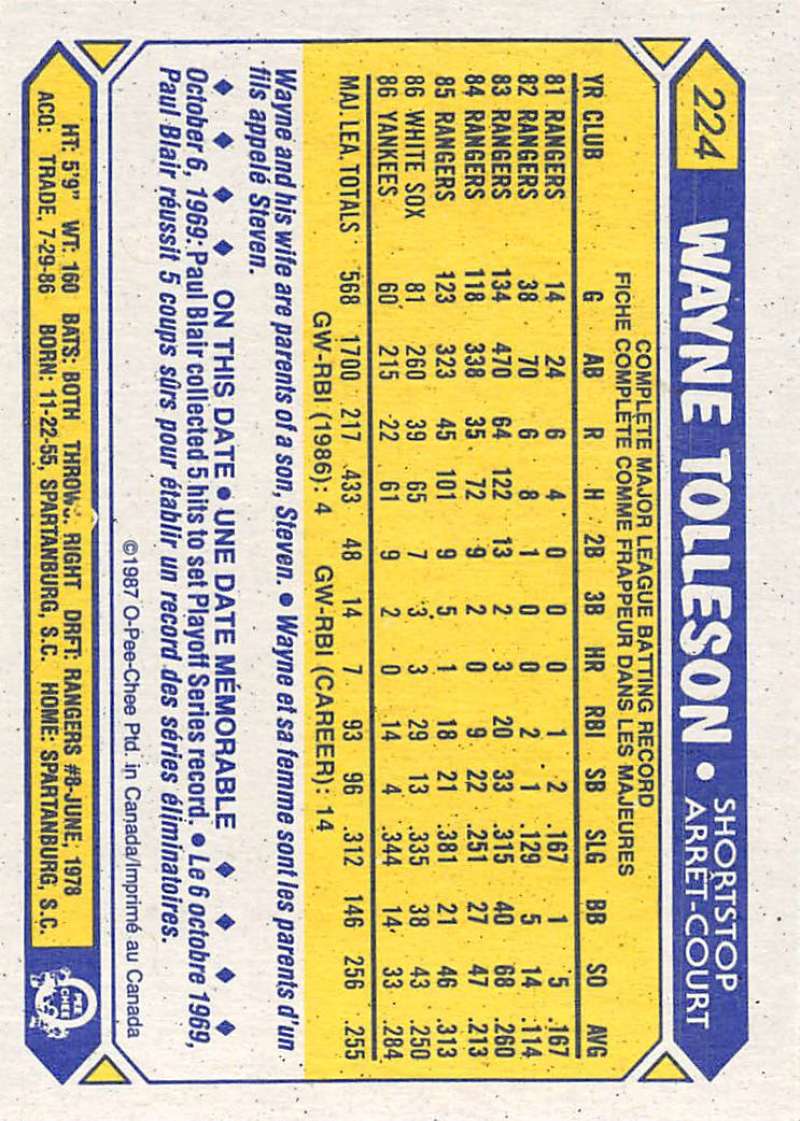 224 WAYNE TOLLESON • SHORTSTOP
ARRÊT-COURT
COMPLETE MAJOR LEAGUE BATTING RECORD
FICHE COMPLÈTE COMME FRAPPEUR DANS LES MAJEURES
YR CLUB G AB R H 2B 3B HR RBI SB SLG BB SO AVG
81 RANGERS 14 24 6 4 0 0 0 1 2 .167 1 5 .167
82 RANGERS 38 70 6 8 1 0 0 2 1 .129 5 14 .114
83 RANGERS 134 470 64 122 13 2 3 20 33 .315 40 68 .260
84 RANGERS 118 338 35 72 9 2 0 9 22 .251 27 47 .213
85 RANGERS 123 323 45 101 9 5 1 18 21 .381 21 46 .313
86 WHITE SOX 81 260 39 65 7 3 3 29 13 .335 38 43 .250
86 YANKEES 60 215 22 61 9 2 0 14 4 .344 14 33 .284
MAJ. LEA. TOTALS 568 1700 217 433 48 14 7 93 96 .312 146 256 .255
GW-RBI (1986): 4 GW-RBI (CAREER): 14
Wayne and his wife are parents of a son, Steven. • Wayne et sa femme sont les parents d'un
fils appelé Steven.
◆ ◆ ◆ ◆ ON THIS DATE • UNE DATE MÉMORABLE ◆ ◆ ◆ ◆
October 6, 1969: Paul Blair collected 5 hits to set Playoff Series record. • Le 6 octobre 1969,
Paul Blair réussit 5 coups sûrs pour établir un record des séries éliminatoires.
©1987 O-Pee-Chee Ptd. in Canada/Imprimé au Canada
HT: 5'9" WT: 160 BATS: BOTH THROWS: RIGHT DRFT: RANGERS #8-JUNE, 1978
ACQ: TRADE, 7-29-86 BORN: 11-22-55, SPARTANBURG, S.C. HOME: SPARTANBURG, S.C.
O
PEE
CHEE